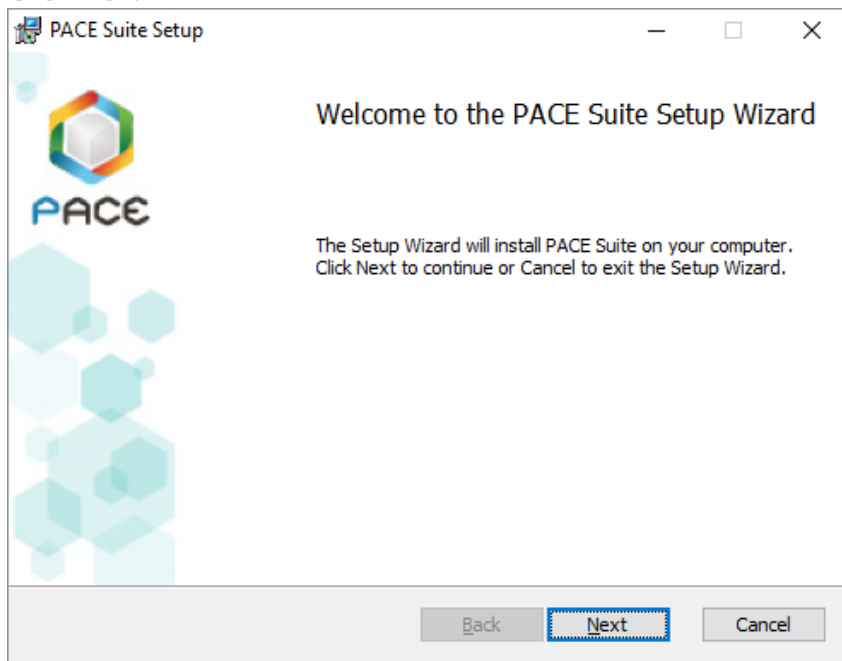 PACE Suite Setup
Welcome to the PACE Suite Setup Wizard
PACE
The Setup Wizard will install PACE Suite on your computer.
Click Next to continue or Cancel to exit the Setup Wizard.
Back
Next
Cancel